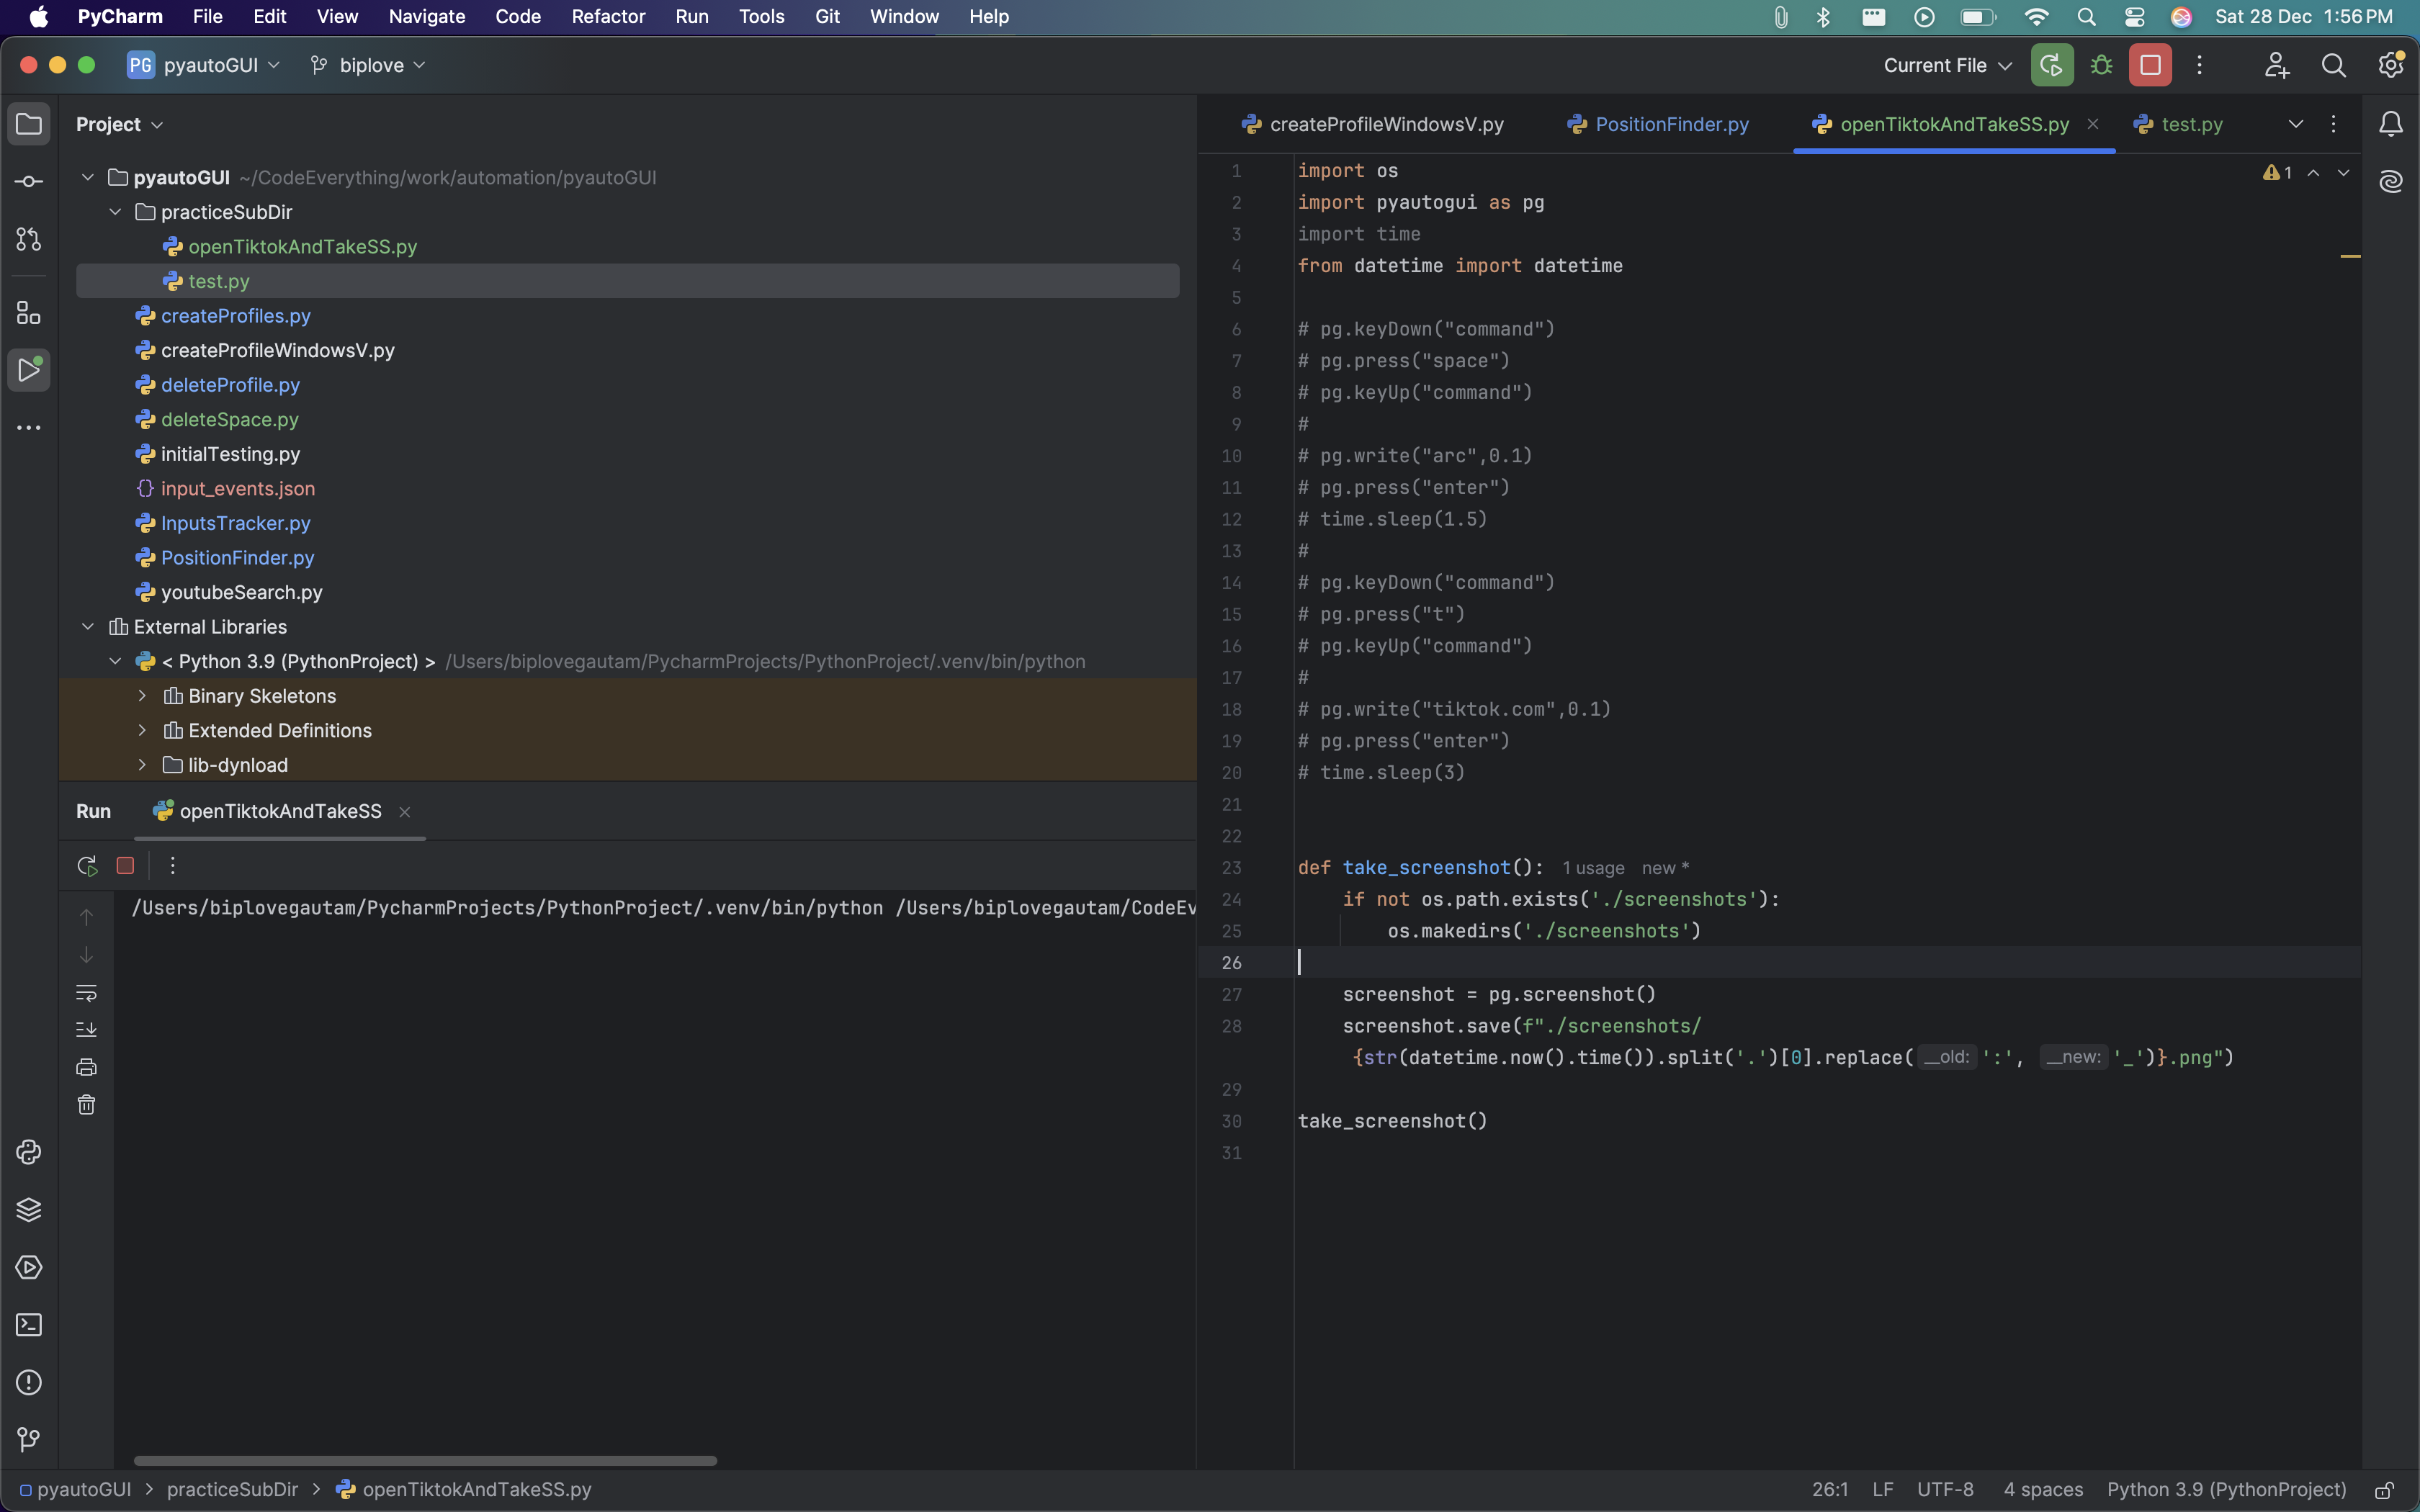 PyCharm File Edit View Navigate Code Refactor Run Tools Git Window Help Sat 28 Dec 1:56 PM
PG pyautoGUI biplove Current File
Project
pyautoGUI ~/CodeEverything/work/automation/pyautoGUI
practiceSubDir
openTiktokAndTakeSS.py
test.py
createProfiles.py
createProfileWindowsV.py
deleteProfile.py
deleteSpace.py
initialTesting.py
{} input_events.json
InputsTracker.py
PositionFinder.py
youtubeSearch.py
External Libraries
< Python 3.9 (PythonProject) > /Users/biplovegautam/PycharmProjects/PythonProject/.venv/bin/python
Binary Skeletons
Extended Definitions
lib-dynload
Run openTiktokAndTakeSS
/Users/biplovegautam/PycharmProjects/PythonProject/.venv/bin/python /Users/biplovegautam/CodeEv
createProfileWindowsV.py PositionFinder.py openTiktokAndTakeSS.py test.py
1
1 import os
2 import pyautogui as pg
3 import time
4 from datetime import datetime
5
6 # pg.keyDown("command")
7 # pg.press("space")
8 # pg.keyUp("command")
9 #
10 # pg.write("arc",0.1)
11 # pg.press("enter")
12 # time.sleep(1.5)
13 #
14 # pg.keyDown("command")
15 # pg.press("t")
16 # pg.keyUp("command")
17 #
18 # pg.write("tiktok.com",0.1)
19 # pg.press("enter")
20 # time.sleep(3)
21
22
23 def take_screenshot(): 1 usage new *
24 if not os.path.exists('./screenshots'):
25 os.makedirs('./screenshots')
26
27 screenshot = pg.screenshot()
28 screenshot.save(f"./screenshots/
{str(datetime.now().time()).split('.')[0].replace( __old: ':', __new: '_')}.png")
29
30 take_screenshot()
31
pyautoGUI > practiceSubDir > openTiktokAndTakeSS.py 26:1 LF UTF-8 4 spaces Python 3.9 (PythonProject)